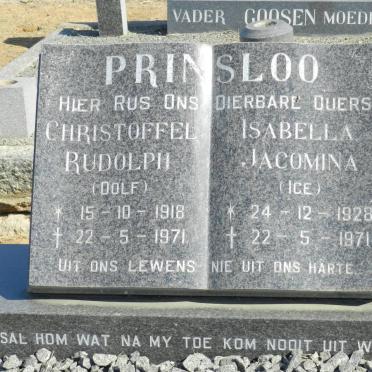 VADER GOOSEN MOEDE
PRINSLOO
HIER RUS ONS DIERBARE OUERS
CHRISTOFFEL ISABELLA
RUDOLPH JACOMINA
(DOLF) (ICE)
* 15-10-1918 * 24-12-1928
† 22-5-1971 † 22-5-1971
UIT ONS LEWENS NIE UIT ONS HARTE
SAL HOM WAT NA MY TOE KOM NOOIT UIT W